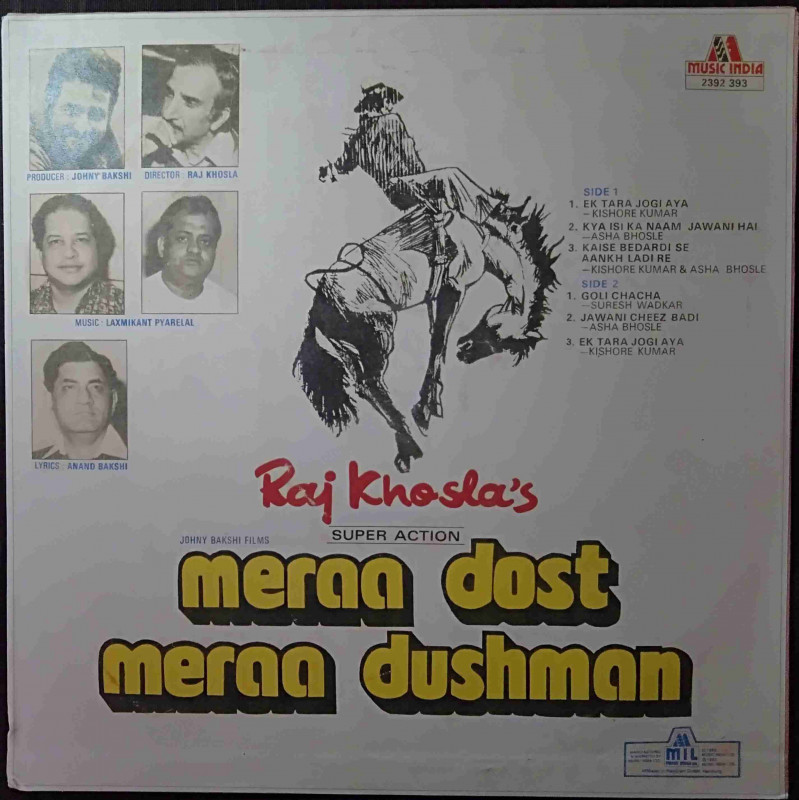 MUSIC INDIA
2392 393
PRODUCER : JOHNY BAKSHI
DIRECTOR : RAJ KHOSLA
MUSIC : LAXMIKANT PYARELAL
LYRICS : ANAND BAKSHI
SIDE 1
1. EK TARA JOGI AYA
–KISHORE KUMAR
2. KYA ISI KA NAAM JAWANI HAI
–ASHA BHOSLE
3. KAISE BEDARDI SE
AANKH LADI RE
–KISHORE KUMAR & ASHA BHOSLE
SIDE 2
1. GOLI CHACHA
–SURESH WADKAR
2. JAWANI CHEEZ BADI
–ASHA BHOSLE
3. EK TARA JOGI AYA
–KISHORE KUMAR
Raj Khosla's
SUPER ACTION
JOHNY BAKSHI FILMS
meraa dost
meraa dushman
MIL